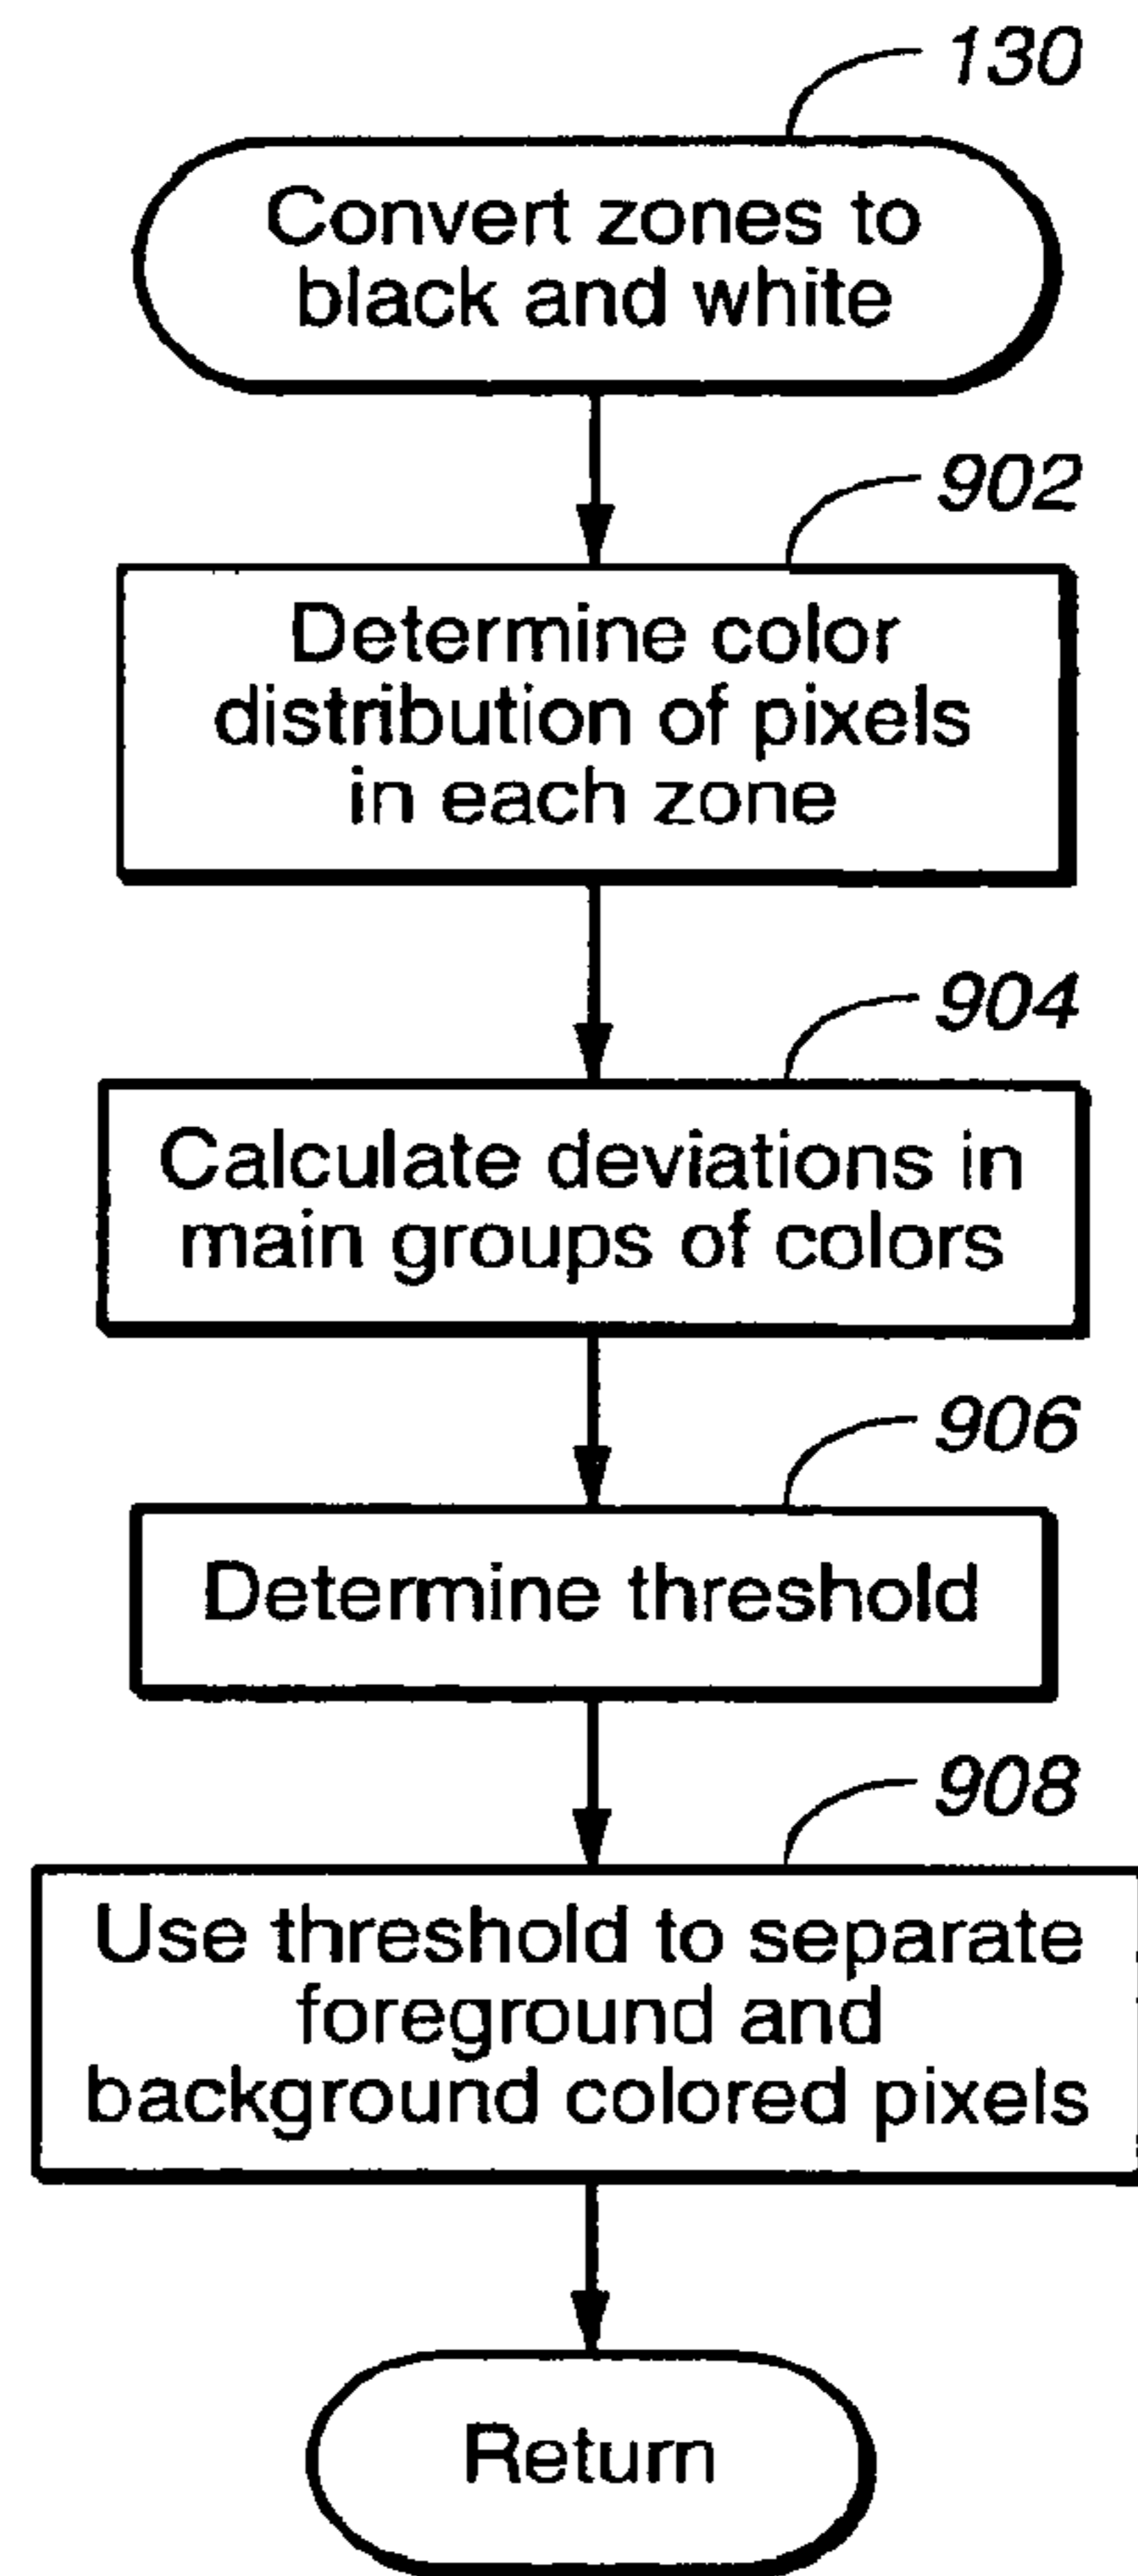 130
Convert zones to
black and white
902
Determine color
distribution of pixels
in each zone
904
Calculate deviations in
main groups of colors
906
Determine threshold
908
Use threshold to separate
foreground and
background colored pixels
Return